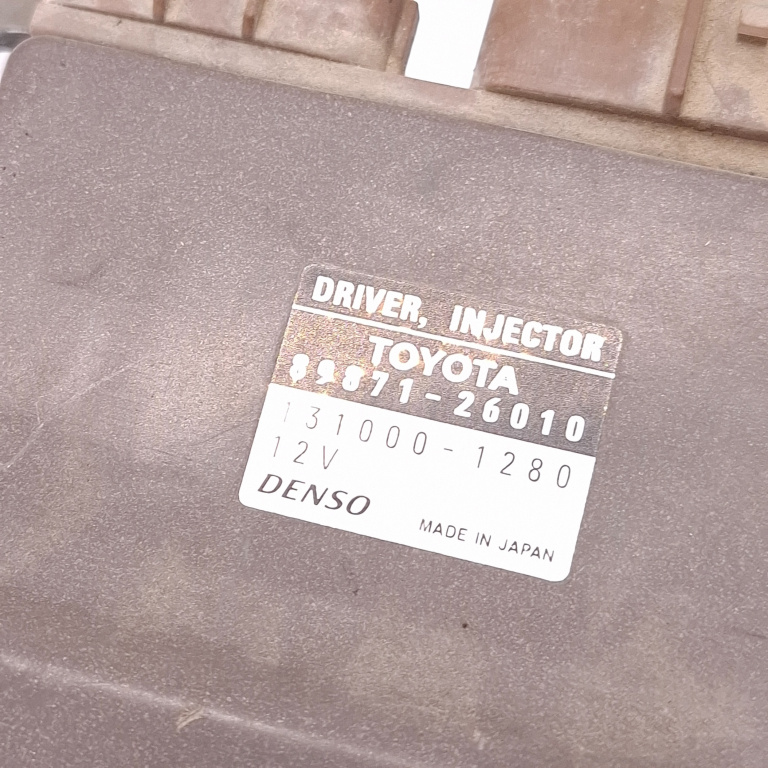 DRIVER, INJECTOR
TOYOTA
89871-26010
131000-1280
12V
DENSO
MADE IN JAPAN